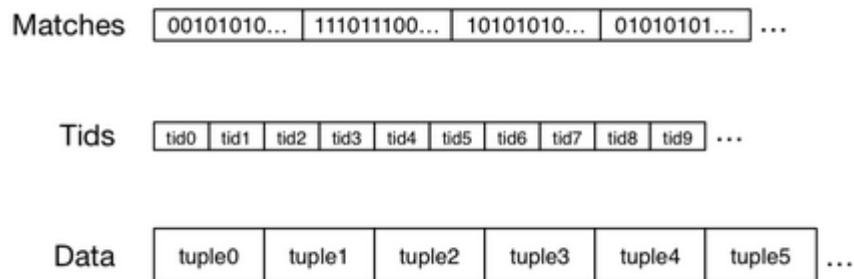 Matches 00101010... 111011100... 10101010... 01010101... ...
Tids tid0 tid1 tid2 tid3 tid4 tid5 tid6 tid7 tid8 tid9 ...
Data tuple0 tuple1 tuple2 tuple3 tuple4 tuple5 ...